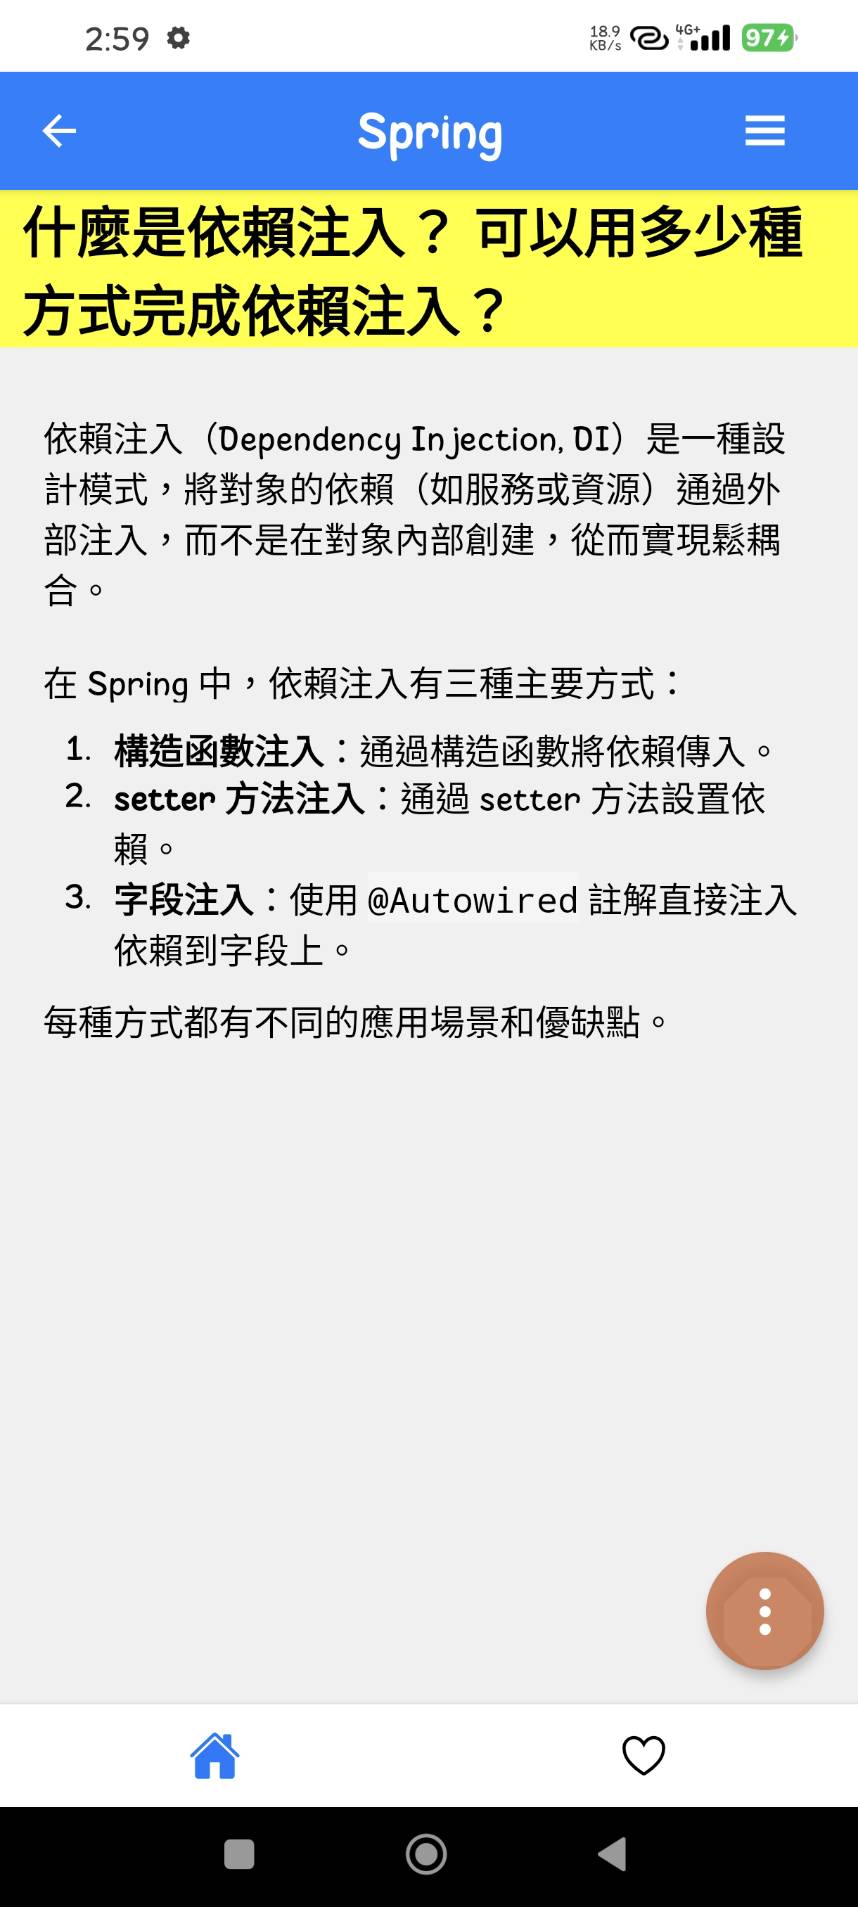 2:59
18.9
KB/s
4G+
97
Spring
什麼是依賴注入？ 可以用多少種
方式完成依賴注入？
依賴注入（Dependency Injection, DI）是一種設
計模式，將對象的依賴（如服務或資源）通過外
部注入，而不是在對象內部創建，從而實現鬆耦
合。
在 Spring 中，依賴注入有三種主要方式：
1. 構造函數注入：通過構造函數將依賴傳入。
2. setter 方法注入：通過 setter 方法設置依
賴。
3. 字段注入：使用 @Autowired 註解直接注入
依賴到字段上。
每種方式都有不同的應用場景和優缺點。